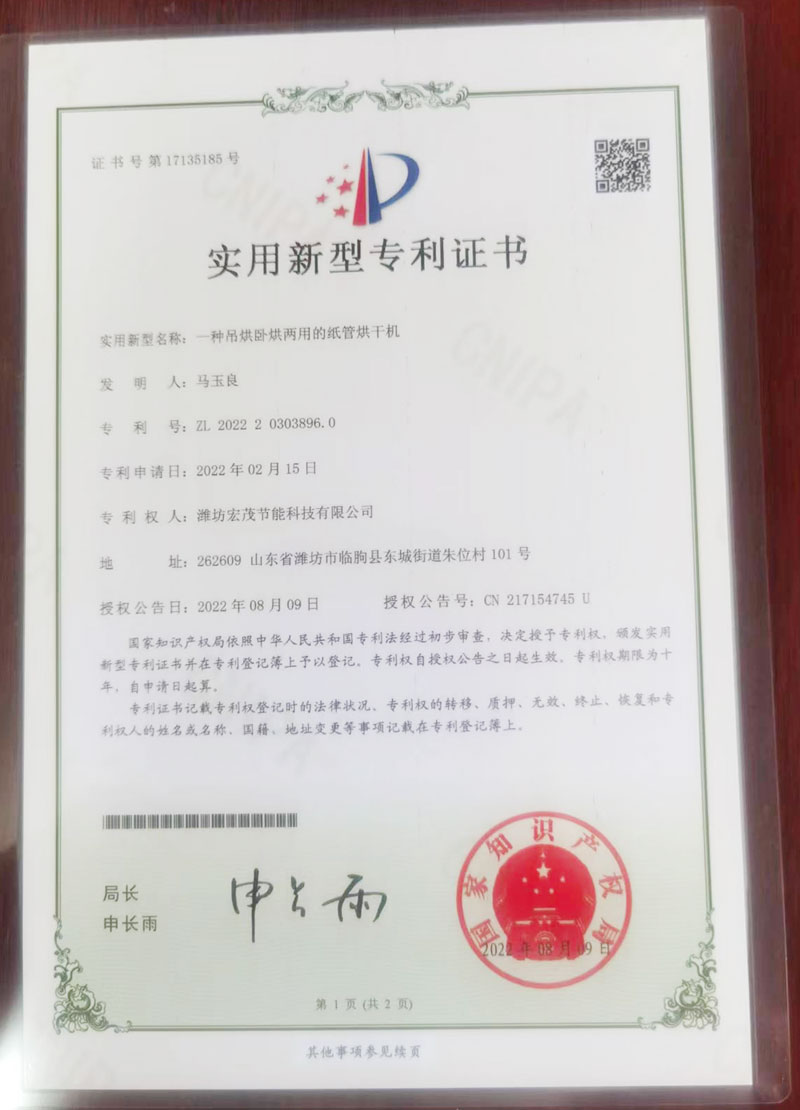 证书号第17135185号
实用新型专利证书
实用新型名称：一种吊烘卧烘两用的纸管烘干机
发明人：马玉良
专利号：ZL 2022 2 0303896.0
专利申请日：2022年02月15日
专利权人：潍坊宏茂节能科技有限公司
地址：262609 山东省潍坊市临朐县东城街道朱位村101号
授权公告日：2022年08月09日 授权公告号：CN 217154745 U
国家知识产权局依照中华人民共和国专利法经过初步审查，决定授予专利权，颁发实用
新型专利证书并在专利登记簿上予以登记。专利权自授权公告之日起生效。专利权期限为十
年，自申请日起算。
专利证书记载专利权登记时的法律状况。专利权的转移、质押、无效、终止、恢复和专
利权人的姓名或名称、国籍、地址变更等事项记载在专利登记簿上。
局长
申长雨
申长雨
国家知识产权局
2022年08月09日
第1页(共2页)
其他事项参见续页
CNIPA
CNIPA